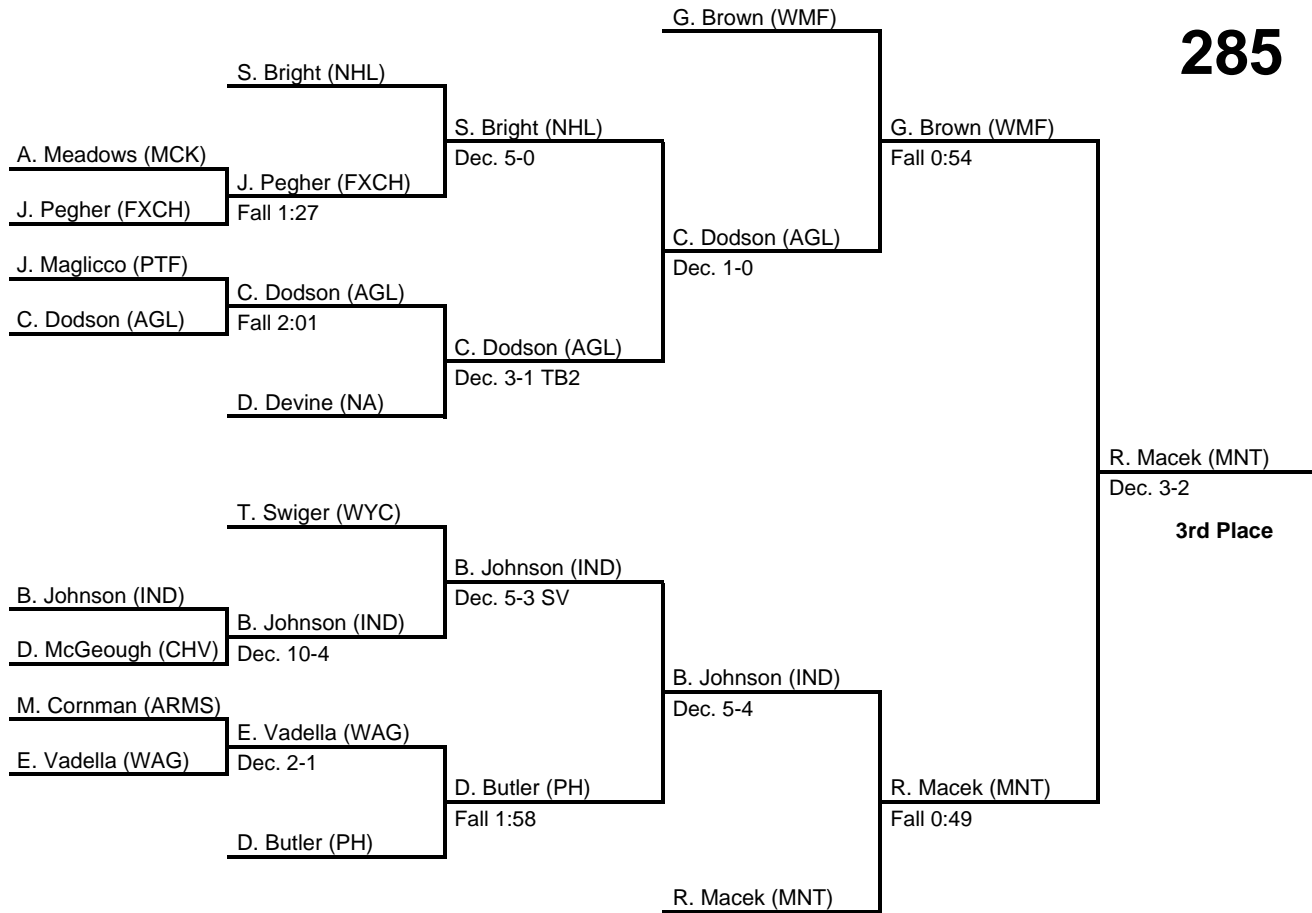 G. Brown (WMF)
285
S. Bright (NHL)
S. Bright (NHL)
G. Brown (WMF)
A. Meadows (MCK)
Dec. 5-0
Fall 0:54
J. Pegher (FXCH)
J. Pegher (FXCH)
Fall 1:27
C. Dodson (AGL)
J. Maglicco (PTF)
Dec. 1-0
C. Dodson (AGL)
C. Dodson (AGL)
Fall 2:01
C. Dodson (AGL)
Dec. 3-1 TB2
D. Devine (NA)
R. Macek (MNT)
Dec. 3-2
T. Swiger (WYC)
3rd Place
B. Johnson (IND)
B. Johnson (IND)
Dec. 5-3 SV
B. Johnson (IND)
D. McGeough (CHV)
Dec. 10-4
B. Johnson (IND)
M. Cornman (ARMS)
Dec. 5-4
E. Vadella (WAG)
E. Vadella (WAG)
Dec. 2-1
D. Butler (PH)
R. Macek (MNT)
Fall 1:58
Fall 0:49
D. Butler (PH)
R. Macek (MNT)